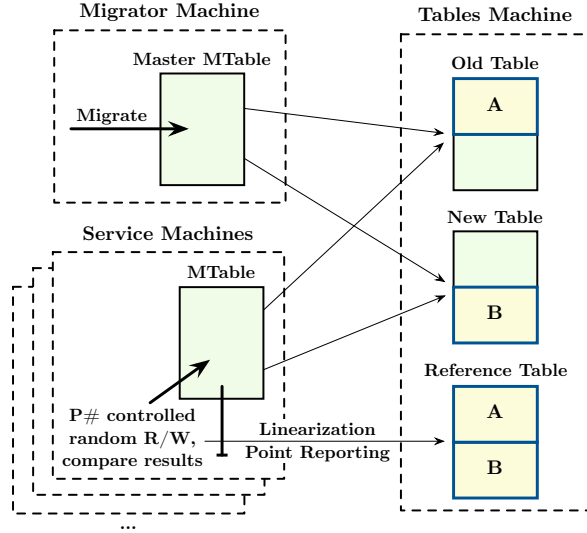 Migrator Machine
Master MTable
Migrate
Service Machines
MTable
P# controlled
random R/W,
compare results
Linearization
Point Reporting
...
Tables Machine
Old Table
A
New Table
B
Reference Table
A
B